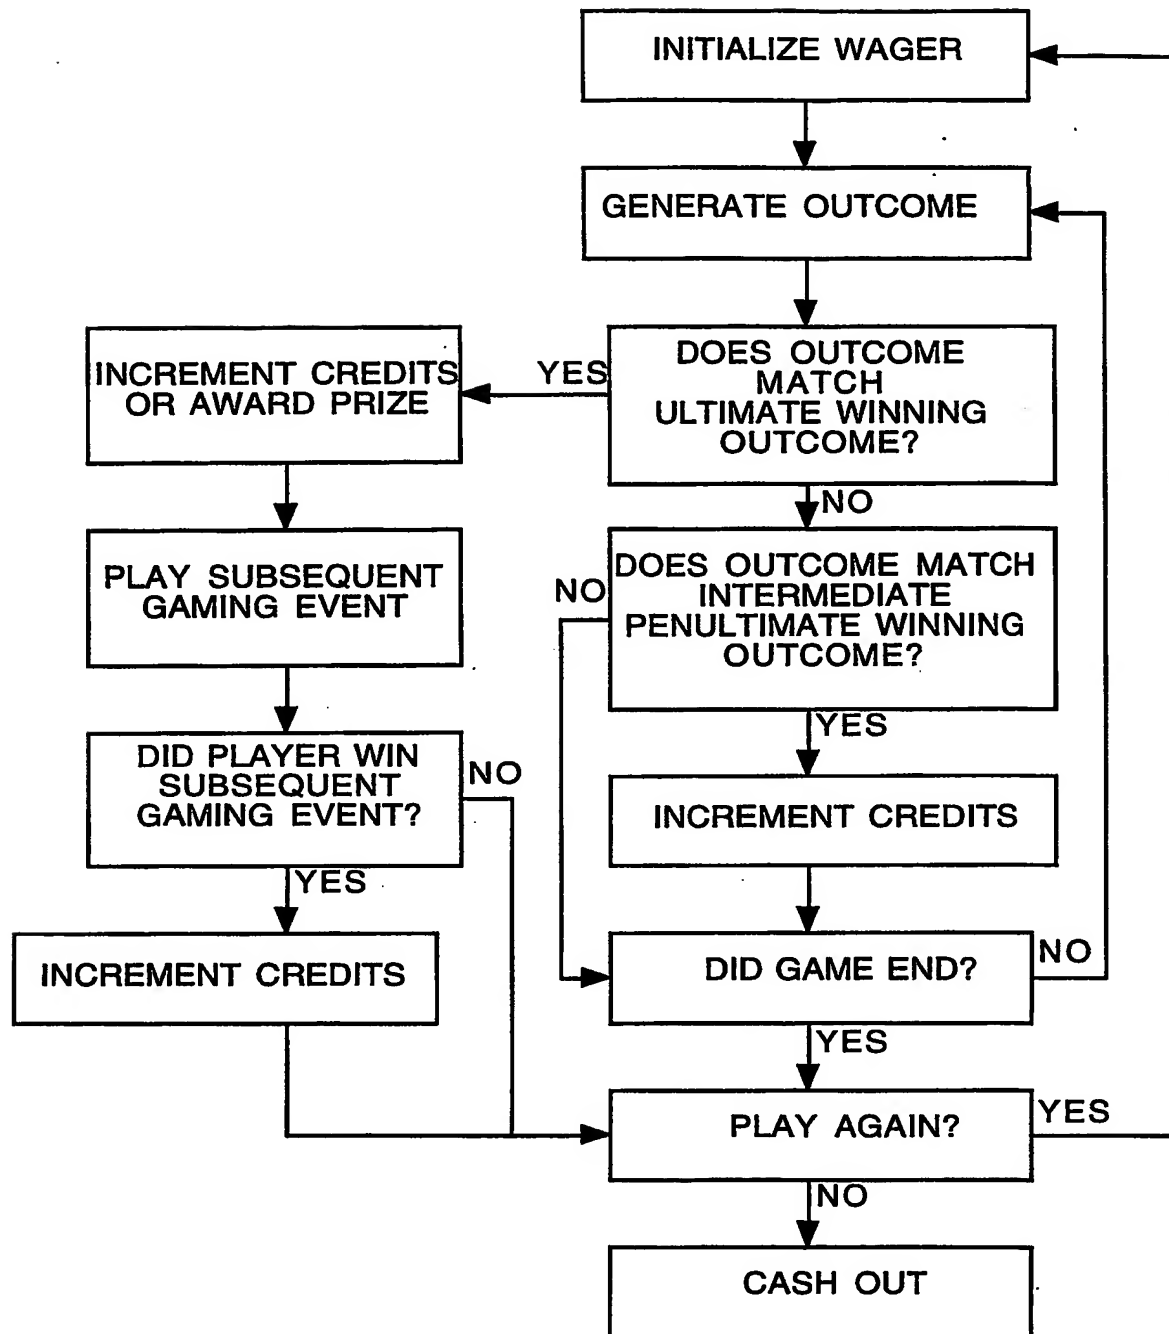 INITIALIZE WAGER
GENERATE OUTCOME
DOES OUTCOME
MATCH
ULTIMATE WINNING
OUTCOME?
YES
INCREMENT CREDITS
OR AWARD PRIZE
NO
PLAY SUBSEQUENT
GAMING EVENT
DOES OUTCOME MATCH
INTERMEDIATE
PENULTIMATE WINNING
OUTCOME?
NO
YES
DID PLAYER WIN
SUBSEQUENT
GAMING EVENT?
NO
YES
INCREMENT CREDITS
INCREMENT CREDITS
DID GAME END?
NO
YES
PLAY AGAIN?
YES
NO
CASH OUT